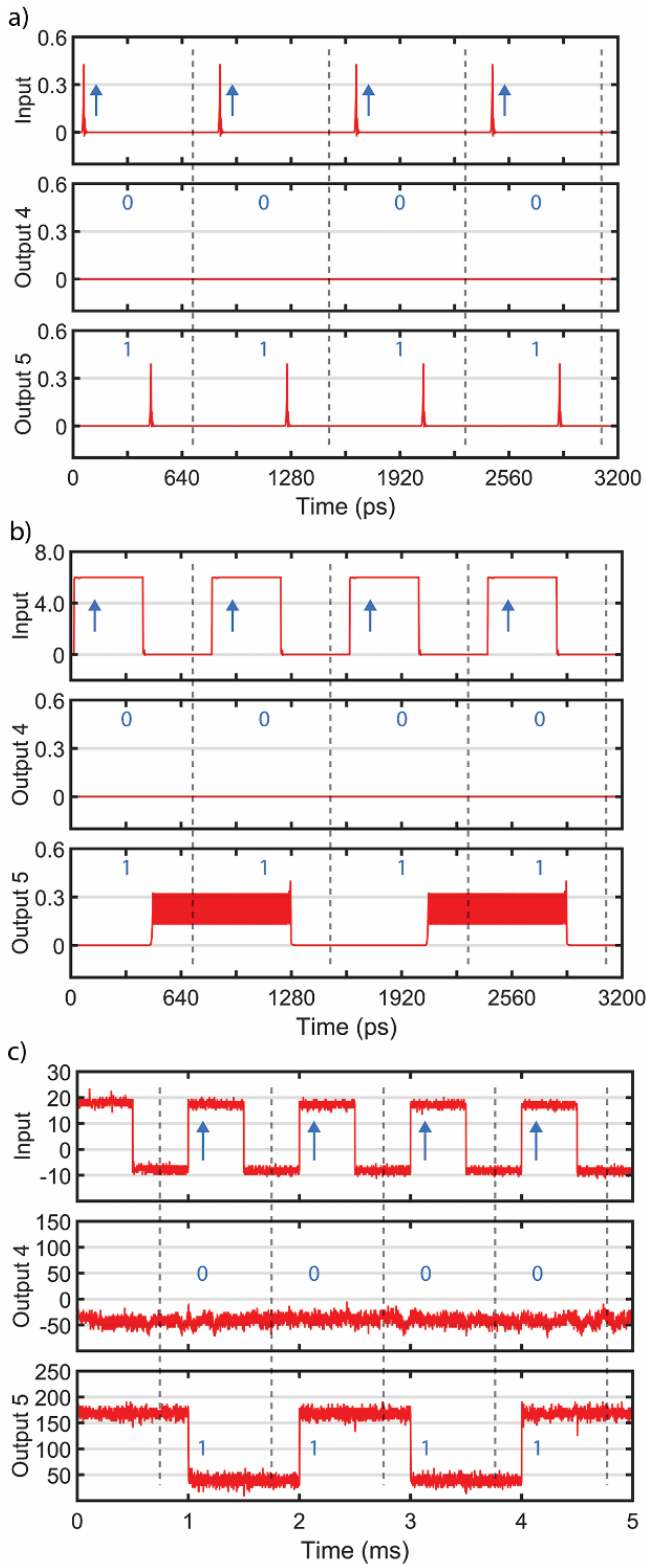 a)
0.6
0.3
0
Input
0.6
0.3
0
Output 4
0 0 0 0
0.6
0.3
0
Output 5
1 1 1 1
0 640 1280 1920 2560 3200
Time (ps)
b)
8.0
4.0
0
Input
0.6
0.3
0
Output 4
0 0 0 0
0.6
0.3
0
Output 5
1 1 1 1
0 640 1280 1920 2560 3200
Time (ps)
c)
30
20
10
0
-10
Input
150
100
50
0
-50
Output 4
0 0 0 0
250
200
150
100
50
Output 5
1 1 1 1
0 1 2 3 4 5
Time (ms)